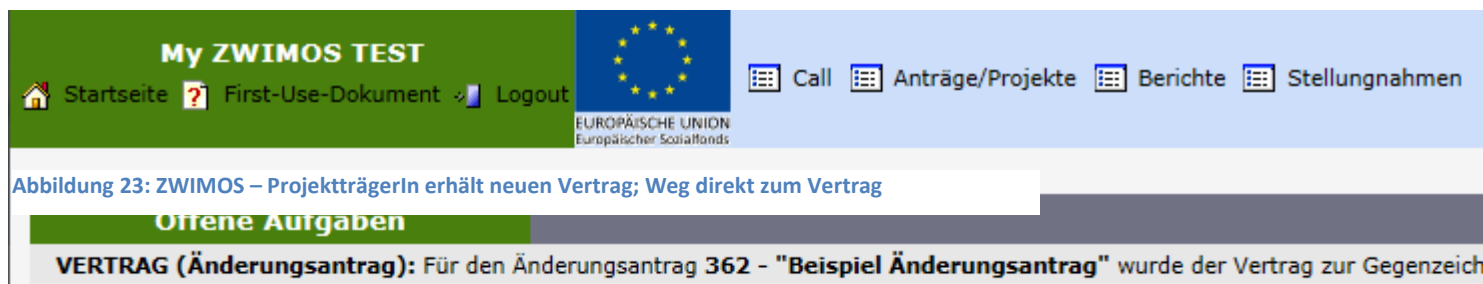 My ZWIMOS TEST
Startseite First-Use-Dokument Logout
EUROPÄISCHE UNION
Europäischer Sozialfonds
Call Anträge/Projekte Berichte Stellungnahmen
Abbildung 23: ZWIMOS – ProjektträgerIn erhält neuen Vertrag; Weg direkt zum Vertrag
Offene Aufgaben
VERTRAG (Änderungsantrag): Für den Änderungsantrag 362 - "Beispiel Änderungsantrag" wurde der Vertrag zur Gegenzeich